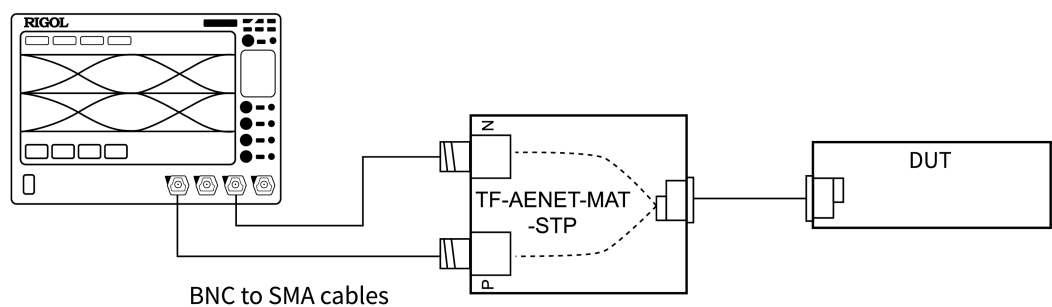 RIGOL
N
TF-AENET-MAT
-STP
P
DUT
BNC to SMA cables